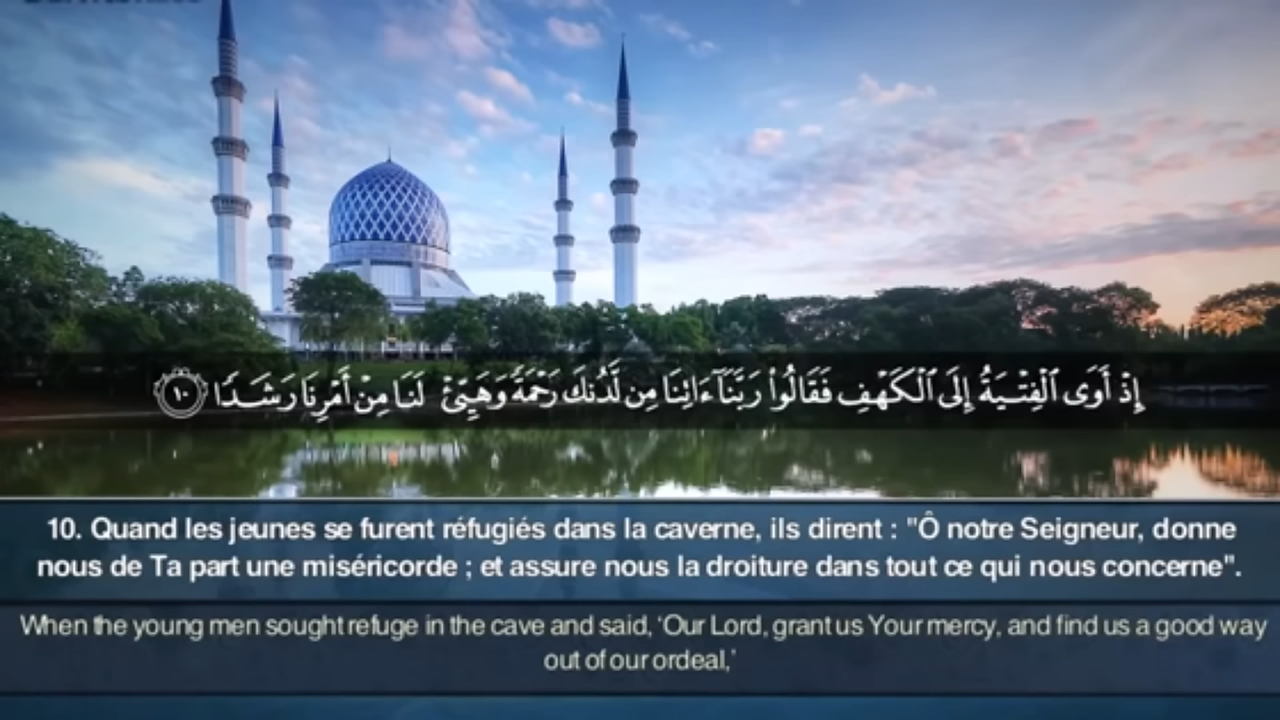 إِذْ أَوَى ٱلْفِتْيَةُ إِلَى ٱلْكَهْفِ فَقَالُوا۟ رَبَّنَآ ءَاتِنَا مِن لَّدُنكَ رَحْمَةً وَهَيِّئْ لَنَا مِنْ أَمْرِنَا رَشَدًا ١٠
10. Quand les jeunes se furent réfugiés dans la caverne, ils dirent : "Ô notre Seigneur, donne
nous de Ta part une miséricorde ; et assure nous la droiture dans tout ce qui nous concerne".
When the young men sought refuge in the cave and said, ‘Our Lord, grant us Your mercy, and find us a good way
out of our ordeal,’